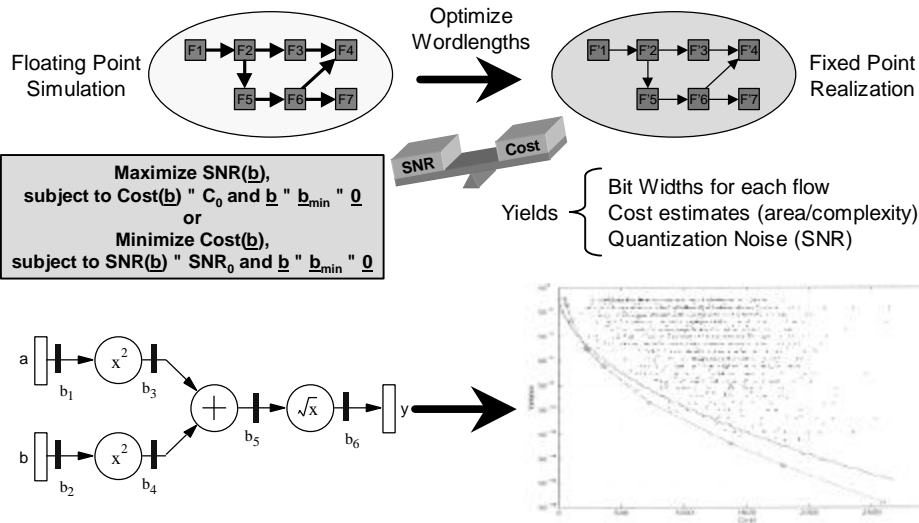 Floating Point
Simulation
F1 F2 F3 F4
F5 F6 F7
Optimize
Wordlengths
F'1 F'2 F'3 F'4
F'5 F'6 F'7
Fixed Point
Realization
SNR
Cost
Maximize SNR(b),
subject to Cost(b) " C0 and b " bmin " 0
or
Minimize Cost(b),
subject to SNR(b) " SNR0 and b " bmin " 0
Yields
Bit Widths for each flow
Cost estimates (area/complexity)
Quantization Noise (SNR)
a
b1
x²
b3
b
b2
x²
b4
+
b5
√x
b6
y